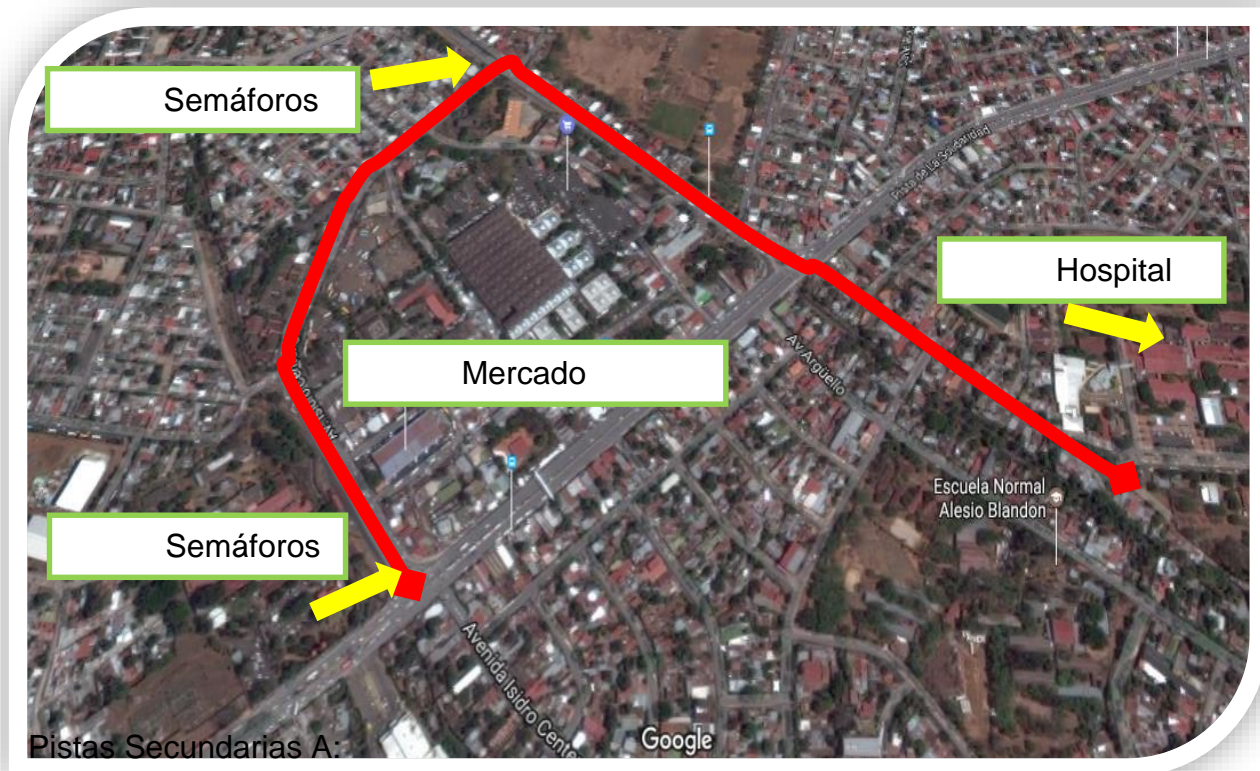 Semáforos
Pista de La Solidaridad
Hospital
Mercado
Av Argüello
Escuela Normal
Alesio Blandon
Semáforos
Avenida Isidro Cente
Google
Pistas Secundarias A: